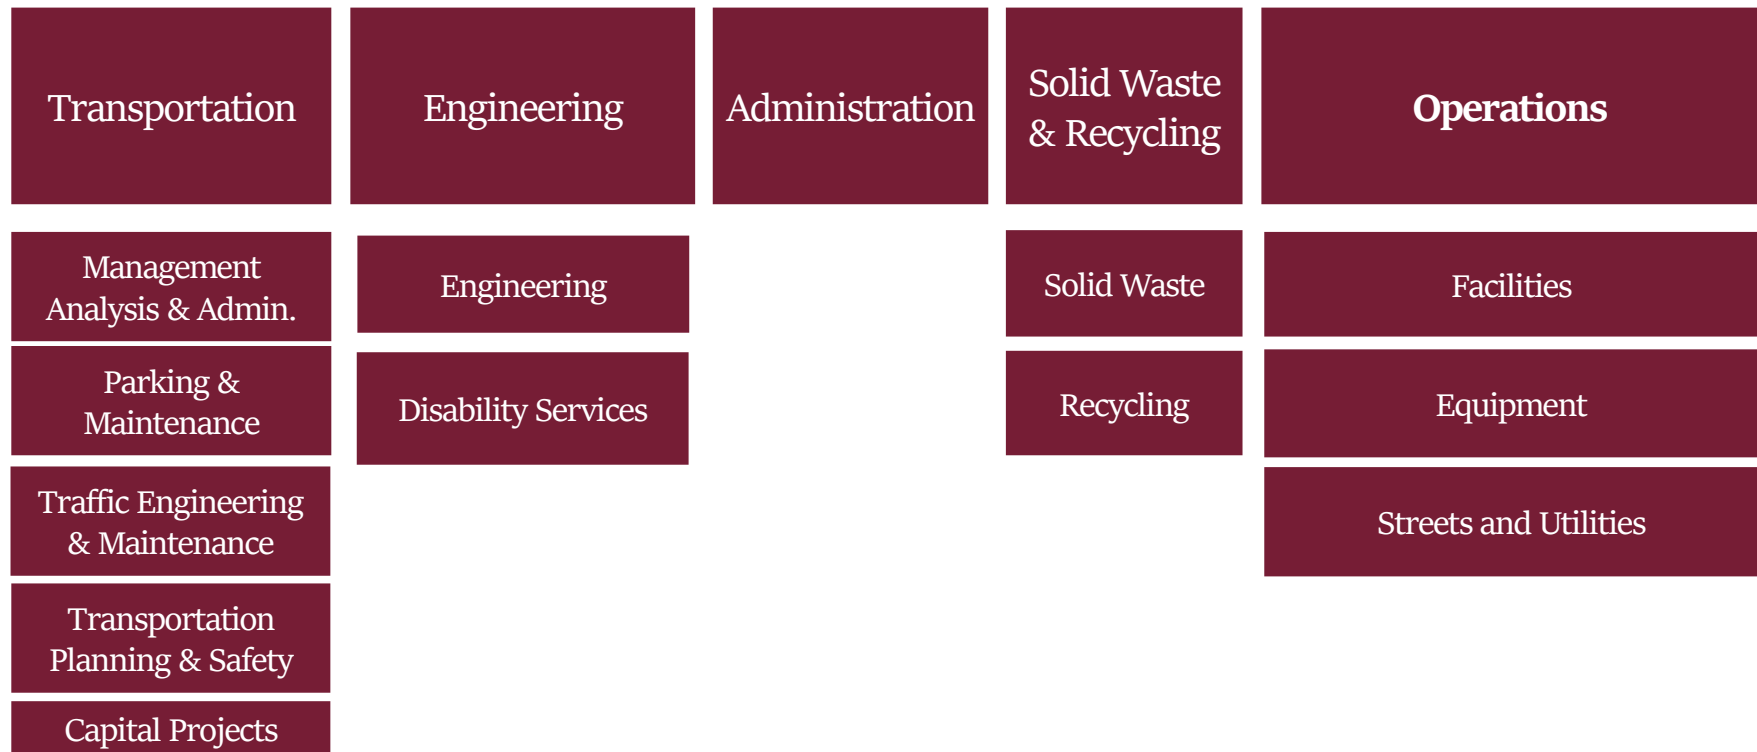 Transportation
Engineering
Administration
Solid Waste
& Recycling
Operations
Management
Analysis & Admin.
Parking &
Maintenance
Traffic Engineering
& Maintenance
Transportation
Planning & Safety
Capital Projects
Engineering
Disability Services
Solid Waste
Recycling
Facilities
Equipment
Streets and Utilities